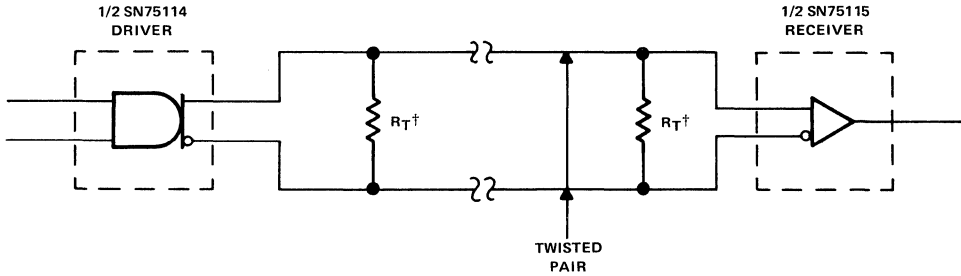 1/2 SN75114
DRIVER
1/2 SN75115
RECEIVER
RT†
RT†
TWISTED
PAIR